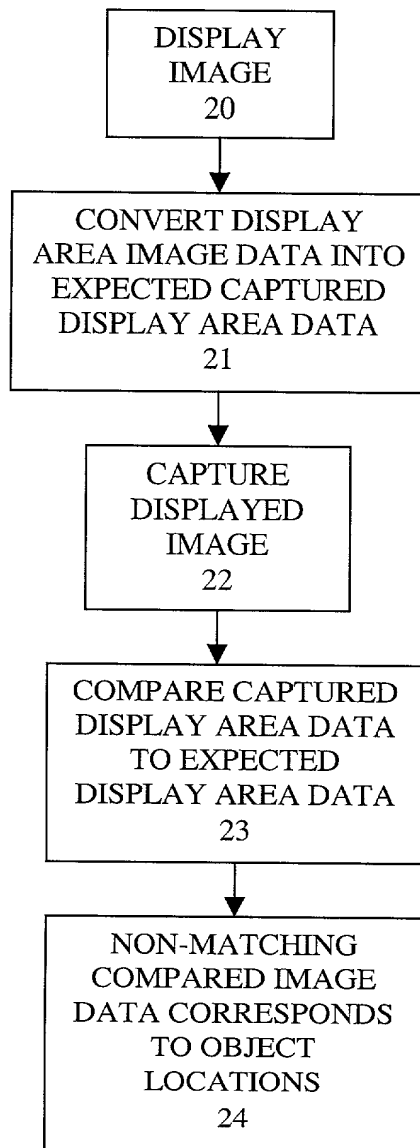 DISPLAY
IMAGE
20
CONVERT DISPLAY
AREA IMAGE DATA INTO
EXPECTED CAPTURED
DISPLAY AREA DATA
21
CAPTURE
DISPLAYED
IMAGE
22
COMPARE CAPTURED
DISPLAY AREA DATA
TO EXPECTED
DISPLAY AREA DATA
23
NON-MATCHING
COMPARED IMAGE
DATA CORRESPONDS
TO OBJECT
LOCATIONS
24